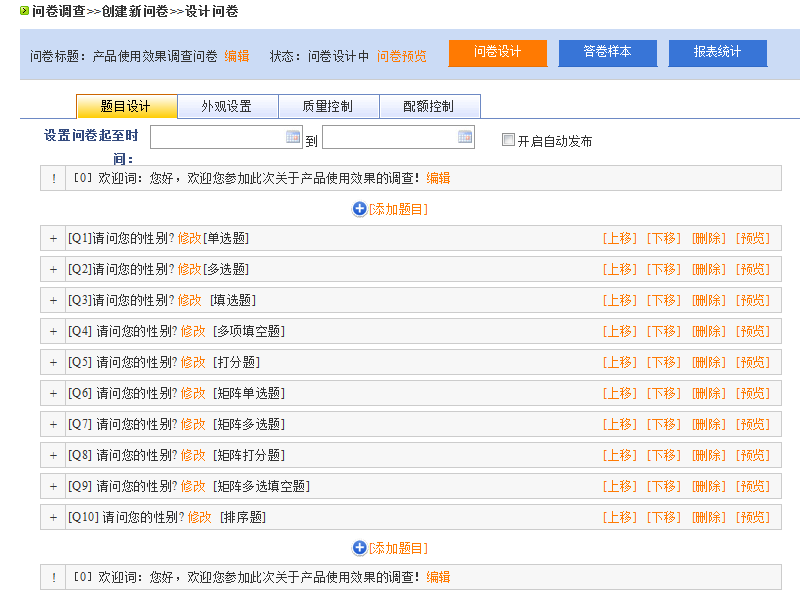 问卷调查>>创建新问卷>>设计问卷
问卷标题: 产品使用效果调查问卷 编辑 状态: 问卷设计中 问卷预览 问卷设计 答卷样本 报表统计
题目设计 外观设置 质量控制 配额控制
设置问卷起至时间: 到 开启自动发布
! [0] 欢迎词: 您好，欢迎您参加此次关于产品使用效果的调查! 编辑
[添加题目]
+ [Q1]请问您的性别? 修改[单选题] [上移] [下移] [删除] [预览]
+ [Q2]请问您的性别? 修改[多选题] [上移] [下移] [删除] [预览]
+ [Q3]请问您的性别? 修改 [填选题] [上移] [下移] [删除] [预览]
+ [Q4] 请问您的性别? 修改 [多项填空题] [上移] [下移] [删除] [预览]
+ [Q5] 请问您的性别? 修改 [打分题] [上移] [下移] [删除] [预览]
+ [Q6] 请问您的性别? 修改 [矩阵单选题] [上移] [下移] [删除] [预览]
+ [Q7] 请问您的性别? 修改 [矩阵多选题] [上移] [下移] [删除] [预览]
+ [Q8] 请问您的性别? 修改 [矩阵打分题] [上移] [下移] [删除] [预览]
+ [Q9] 请问您的性别? 修改 [矩阵多选填空题] [上移] [下移] [删除] [预览]
+ [Q10] 请问您的性别? 修改 [排序题] [上移] [下移] [删除] [预览]
[添加题目]
! [0] 欢迎词: 您好，欢迎您参加此次关于产品使用效果的调查! 编辑